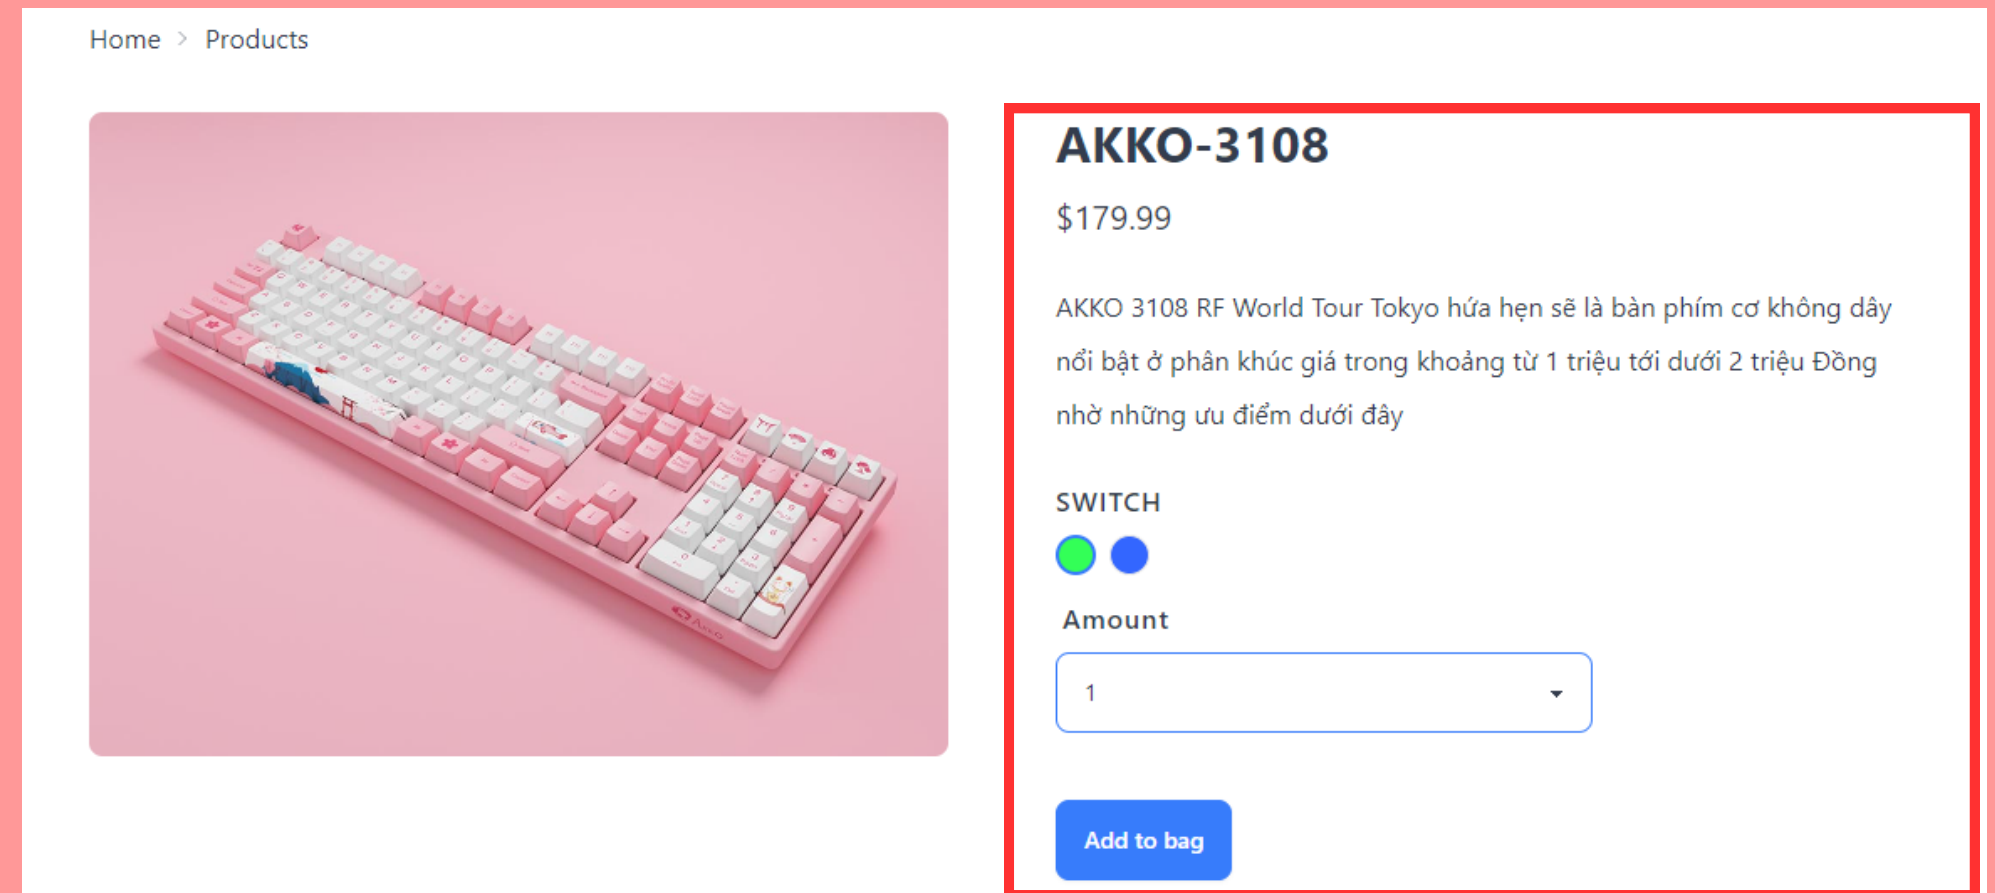 Home > Products
AKKO-3108
$179.99
AKKO 3108 RF World Tour Tokyo hứa hẹn sẽ là bàn phím cơ không dây
nổi bật ở phân khúc giá trong khoảng từ 1 triệu tới dưới 2 triệu Đồng
nhờ những ưu điểm dưới đây
SWITCH
Amount
1
Add to bag